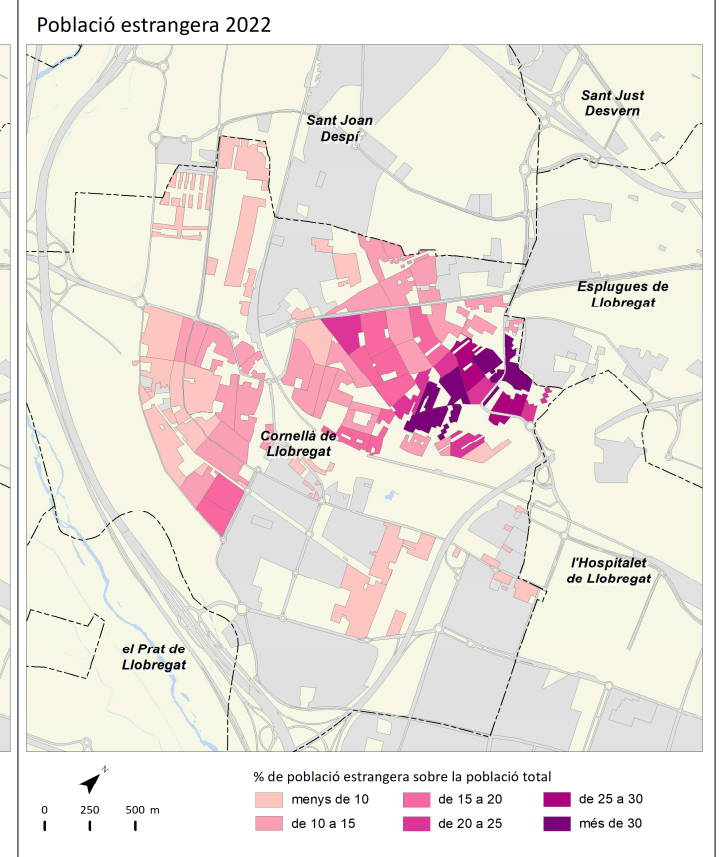 Població estrangera 2022
Sant Just
Desvern
Sant Joan
Despí
Esplugues de
Llobregat
Cornellà de
Llobregat
l'Hospitalet
de Llobregat
el Prat de
Llobregat
N
0 250 500 m
% de població estrangera sobre la població total
menys de 10
de 10 a 15
de 15 a 20
de 20 a 25
de 25 a 30
més de 30